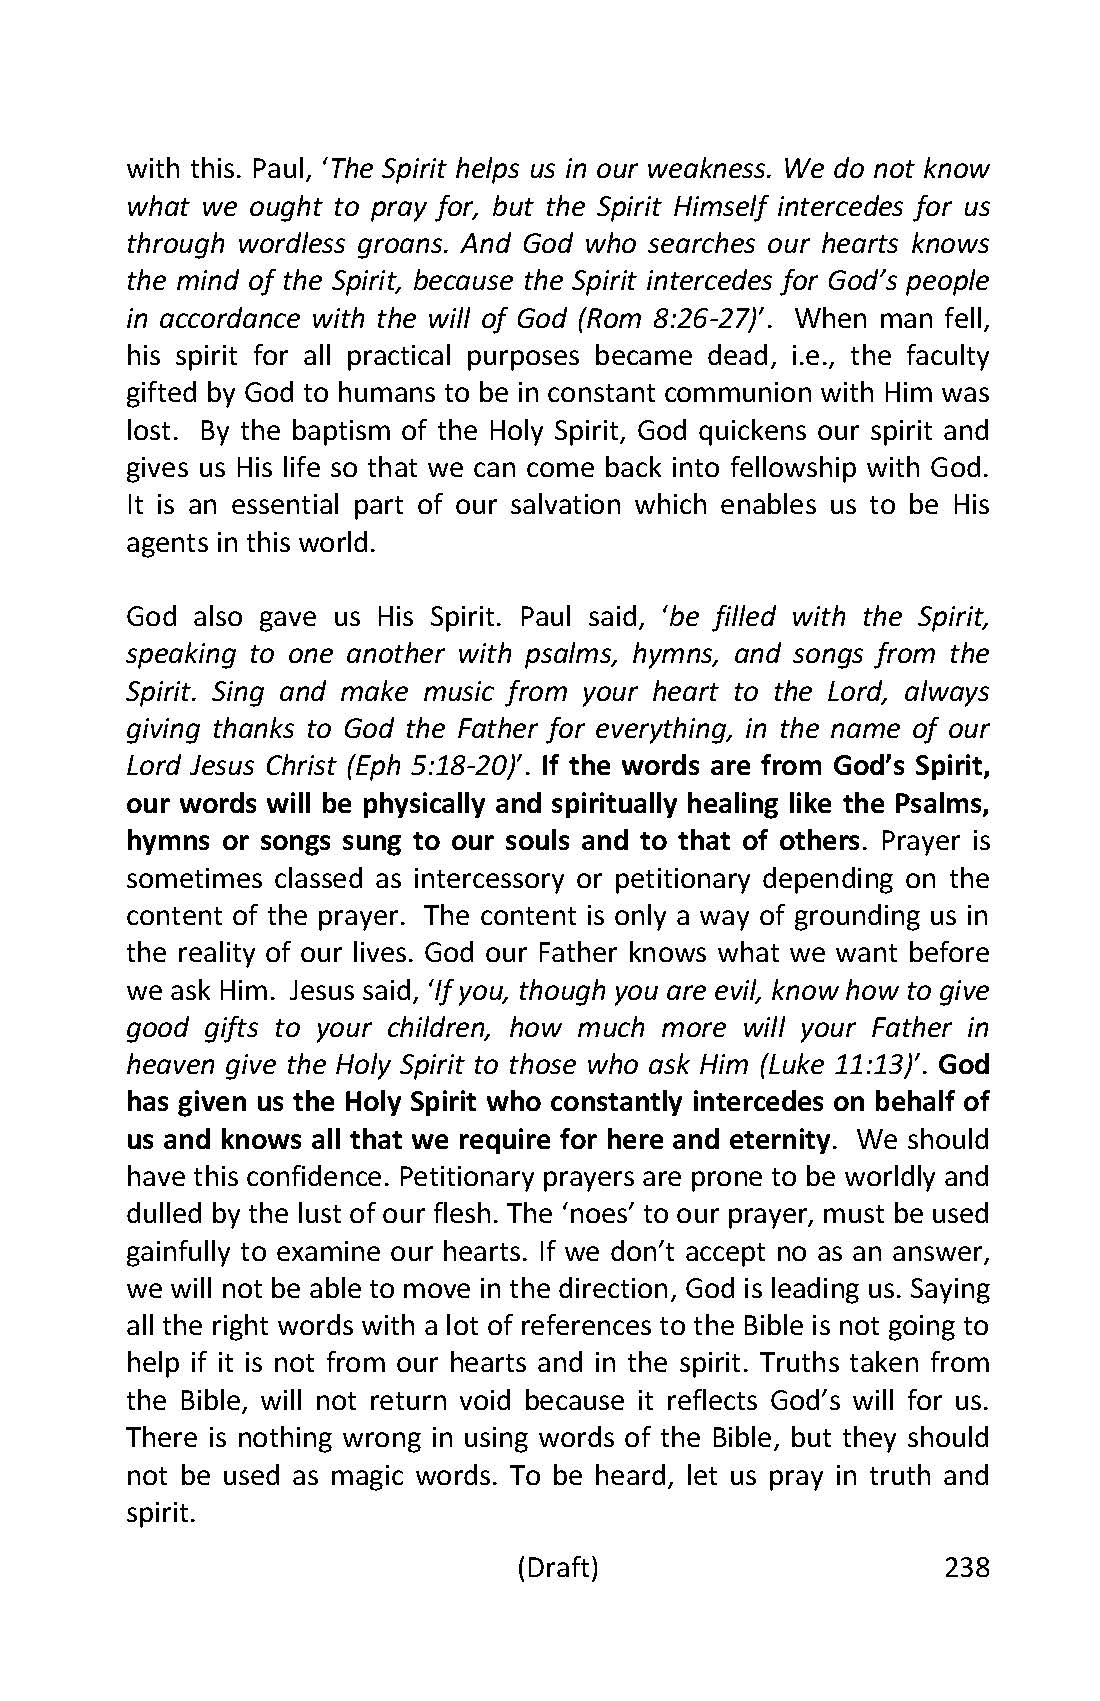 with this. Paul, ‘The Spirit helps us in our weakness. We do not know
what we ought to pray for, but the Spirit Himself intercedes for us
through wordless groans. And God who searches our hearts knows
the mind of the Spirit, because the Spirit intercedes for God’s people
in accordance with the will of God (Rom 8:26-27)’. When man fell,
his spirit for all practical purposes became dead, i.e., the faculty
gifted by God to humans to be in constant communion with Him was
lost. By the baptism of the Holy Spirit, God quickens our spirit and
gives us His life so that we can come back into fellowship with God.
It is an essential part of our salvation which enables us to be His
agents in this world.
God also gave us His Spirit. Paul said, ‘be filled with the Spirit,
speaking to one another with psalms, hymns, and songs from the
Spirit. Sing and make music from your heart to the Lord, always
giving thanks to God the Father for everything, in the name of our
Lord Jesus Christ (Eph 5:18-20)’. If the words are from God’s Spirit,
our words will be physically and spiritually healing like the Psalms,
hymns or songs sung to our souls and to that of others. Prayer is
sometimes classed as intercessory or petitionary depending on the
content of the prayer. The content is only a way of grounding us in
the reality of our lives. God our Father knows what we want before
we ask Him. Jesus said, ‘If you, though you are evil, know how to give
good gifts to your children, how much more will your Father in
heaven give the Holy Spirit to those who ask Him (Luke 11:13)’. God
has given us the Holy Spirit who constantly intercedes on behalf of
us and knows all that we require for here and eternity. We should
have this confidence. Petitionary prayers are prone to be worldly and
dulled by the lust of our flesh. The ‘noes’ to our prayer, must be used
gainfully to examine our hearts. If we don’t accept no as an answer,
we will not be able to move in the direction, God is leading us. Saying
all the right words with a lot of references to the Bible is not going to
help if it is not from our hearts and in the spirit. Truths taken from
the Bible, will not return void because it reflects God’s will for us.
There is nothing wrong in using words of the Bible, but they should
not be used as magic words. To be heard, let us pray in truth and
spirit.
(Draft) 238